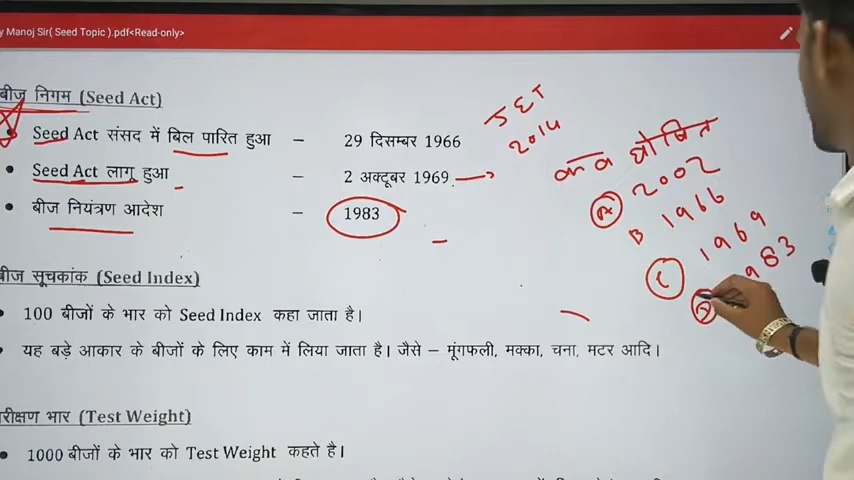 y Manoj Sir( Seed Topic ).pdf<Read-only>
बीज निगम (Seed Act)
Seed Act संसद में बिल पारित हुआ – 29 दिसम्बर 1966
Seed Act लागू हुआ – 2 अक्टूबर 1969
बीज नियंत्रण आदेश – 1983
JET
2014
कब घोषित
A 2002
B 1966
C 1969
D 983
बीज सूचकांक (Seed Index)
100 बीजों के भार को Seed Index कहा जाता है।
यह बड़े आकार के बीजों के लिए काम में लिया जाता है। जैसे – मूंगफली, मक्का, चना, मटर आदि।
परीक्षण भार (Test Weight)
1000 बीजों के भार को Test Weight कहते है।